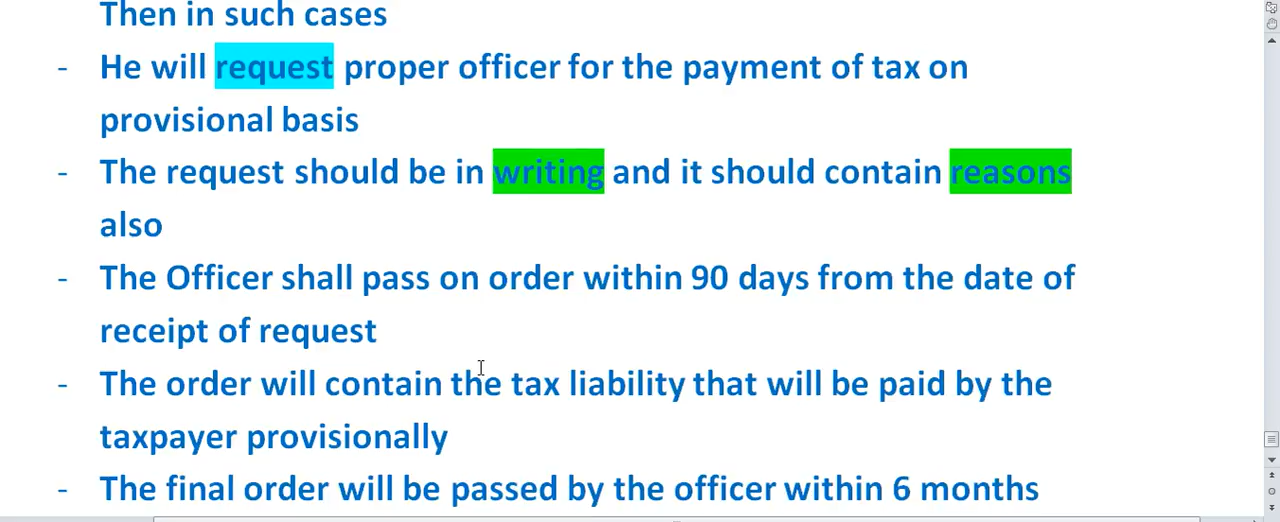 Then in such cases
- He will request proper officer for the payment of tax on
provisional basis
- The request should be in writing and it should contain reasons
also
- The Officer shall pass on order within 90 days from the date of
receipt of request
- The order will contain the tax liability that will be paid by the
taxpayer provisionally
- The final order will be passed by the officer within 6 months